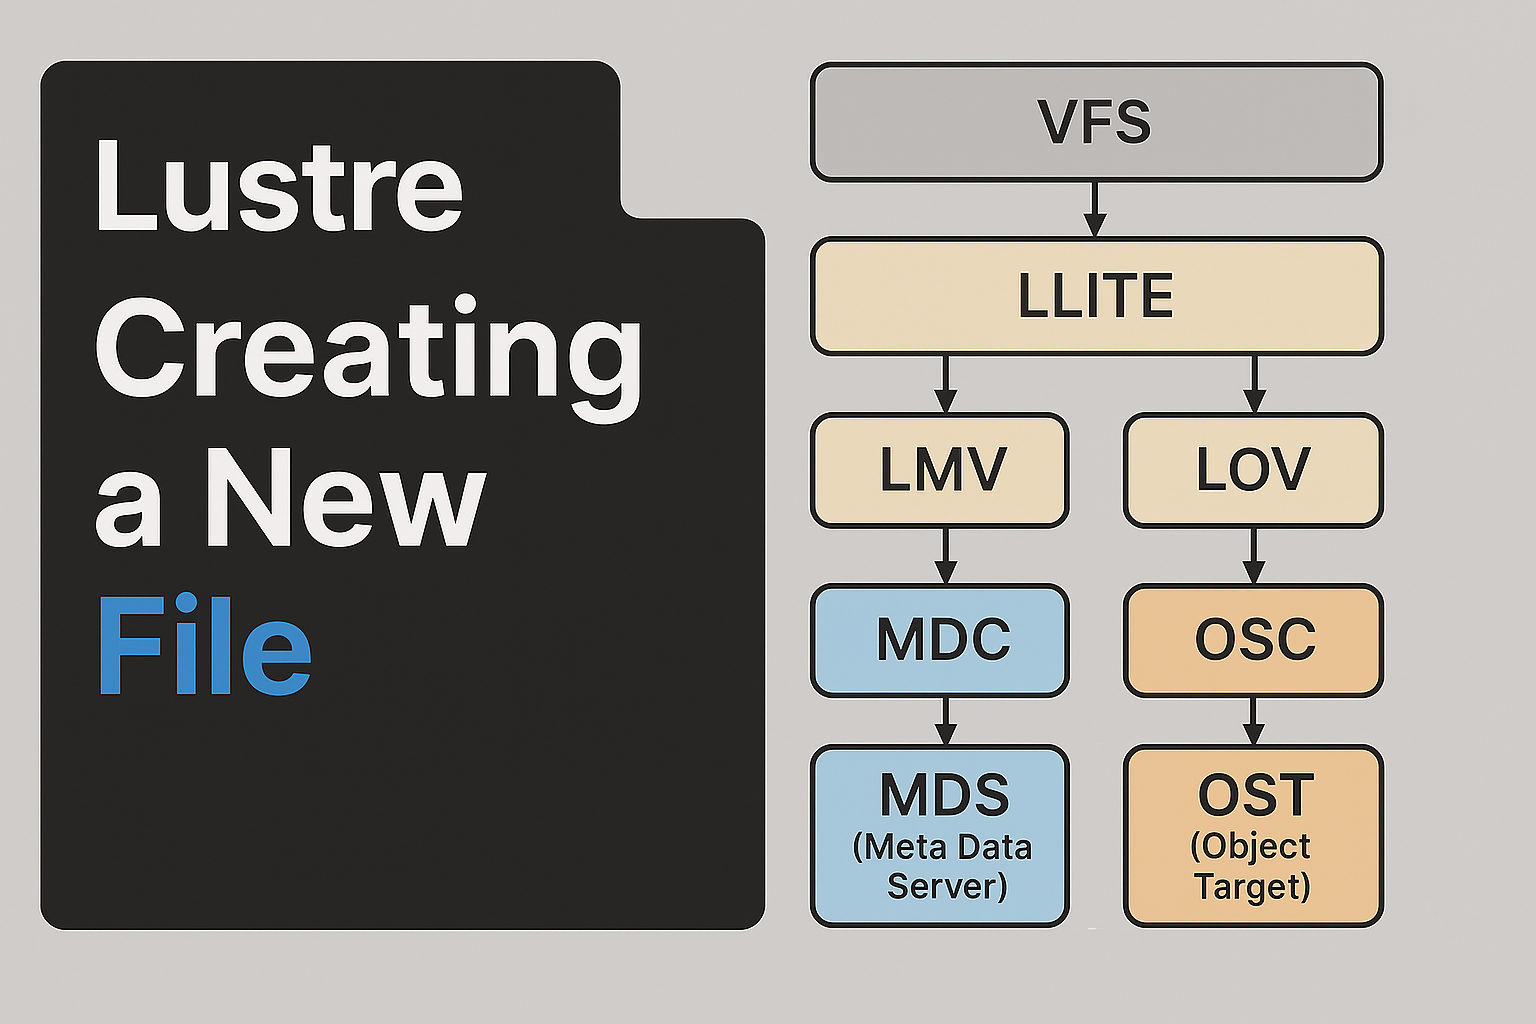 Lustre
Creating
a New
File
VFS
LLITE
LMV
LOV
MDC
OSC
MDS
(Meta Data
Server)
OST
(Object
Target)